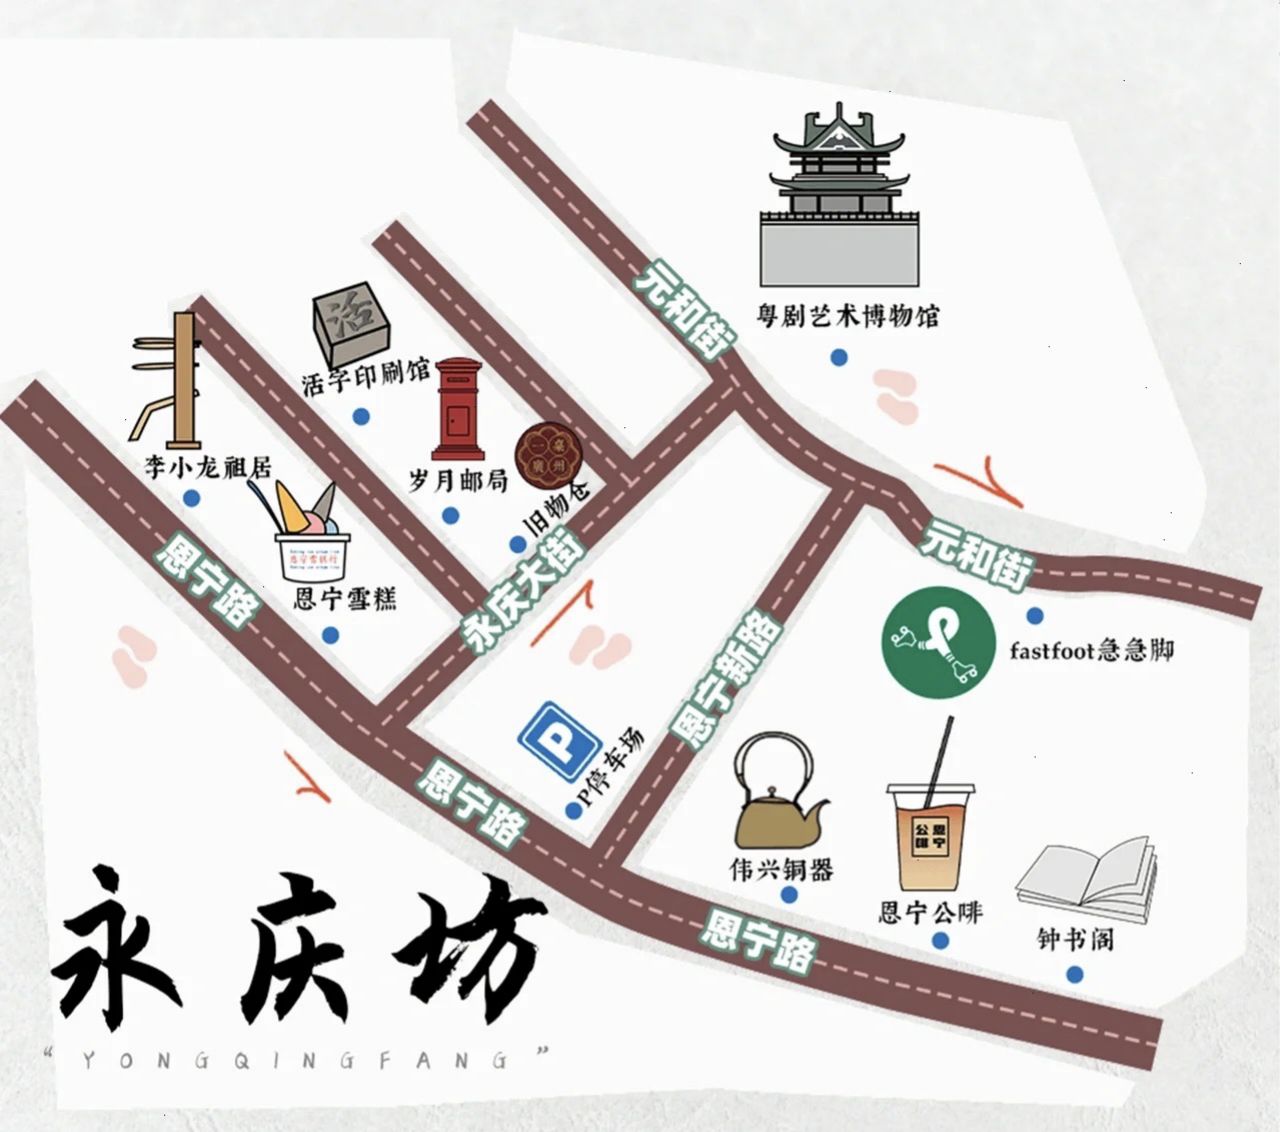 元和街
粤剧艺术博物馆
活
活字印刷馆
李小龙祖居
岁月邮局
旧物仓
恩宁雪糕
恩宁路
永庆大街
元和街
fastfoot急急脚
恩宁新路
P
P停车场
恩宁路
伟兴铜器
恩宁
公啡
恩宁公啡
钟书阁
恩宁路
永庆坊
“YONGQINGFANG”